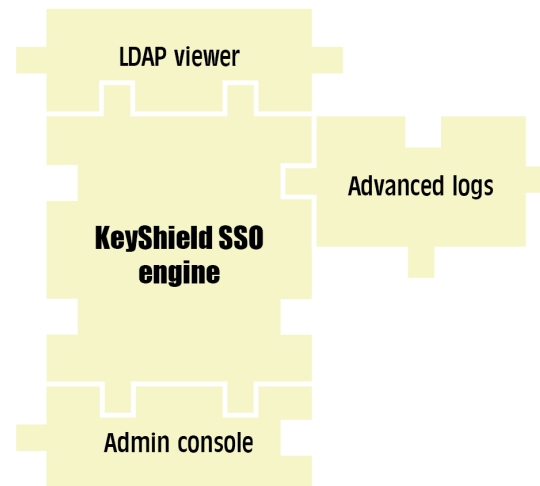 LDAP viewer
Advanced logs
KeyShield SSO
engine
Admin console